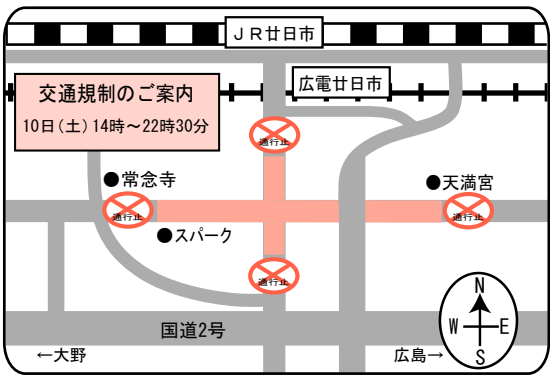 ＪＲ廿日市
広電廿日市
交通規制のご案内
10日(土)14時～22時30分
通行止
●常念寺
●天満宮
通行止
通行止
●スパーク
通行止
N
W E
S
国道2号
←大野
広島→